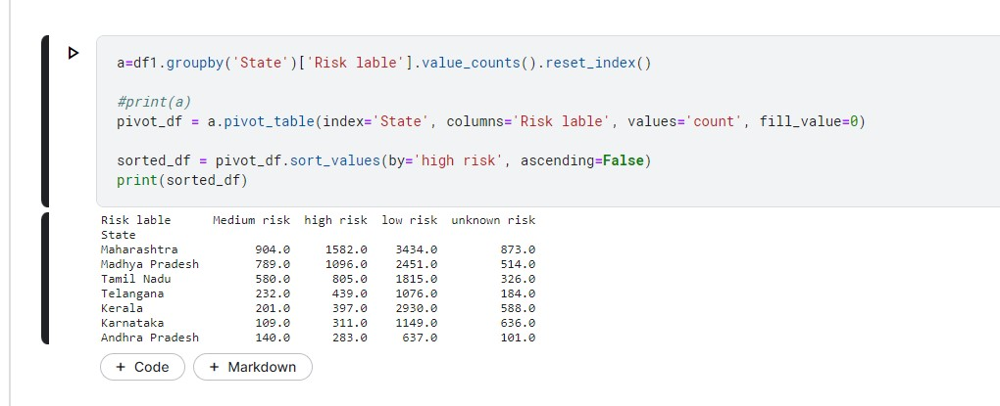 a=df1.groupby('State')['Risk lable'].value_counts().reset_index()
#print(a)
pivot_df = a.pivot_table(index='State', columns='Risk lable', values='count', fill_value=0)
sorted_df = pivot_df.sort_values(by='high risk', ascending=False)
print(sorted_df)
Risk lable Medium risk high risk low risk unknown risk
State
Maharashtra 904.0 1582.0 3434.0 873.0
Madhya Pradesh 789.0 1096.0 2451.0 514.0
Tamil Nadu 580.0 805.0 1815.0 326.0
Telangana 232.0 439.0 1076.0 184.0
Kerala 201.0 397.0 2930.0 588.0
Karnataka 109.0 311.0 1149.0 636.0
Andhra Pradesh 140.0 283.0 637.0 101.0
+ Code + Markdown